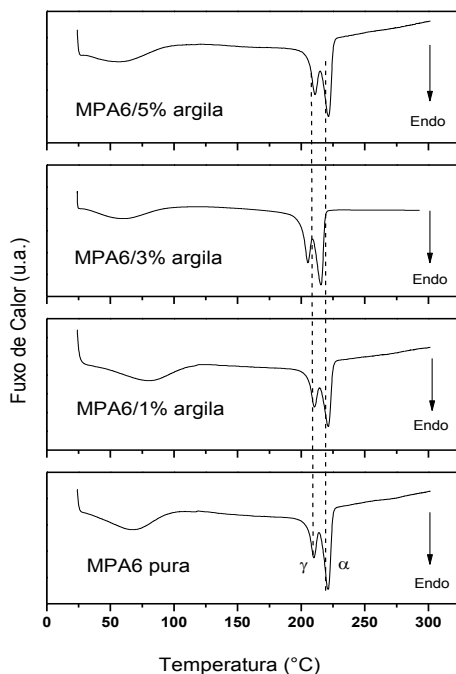 Fuxo de Calor (u.a.)
MPA6/5% argila
Endo
MPA6/3% argila
Endo
MPA6/1% argila
Endo
MPA6 pura
γ
α
Endo
0 50 100 150 200 250 300
Temperatura (°C)